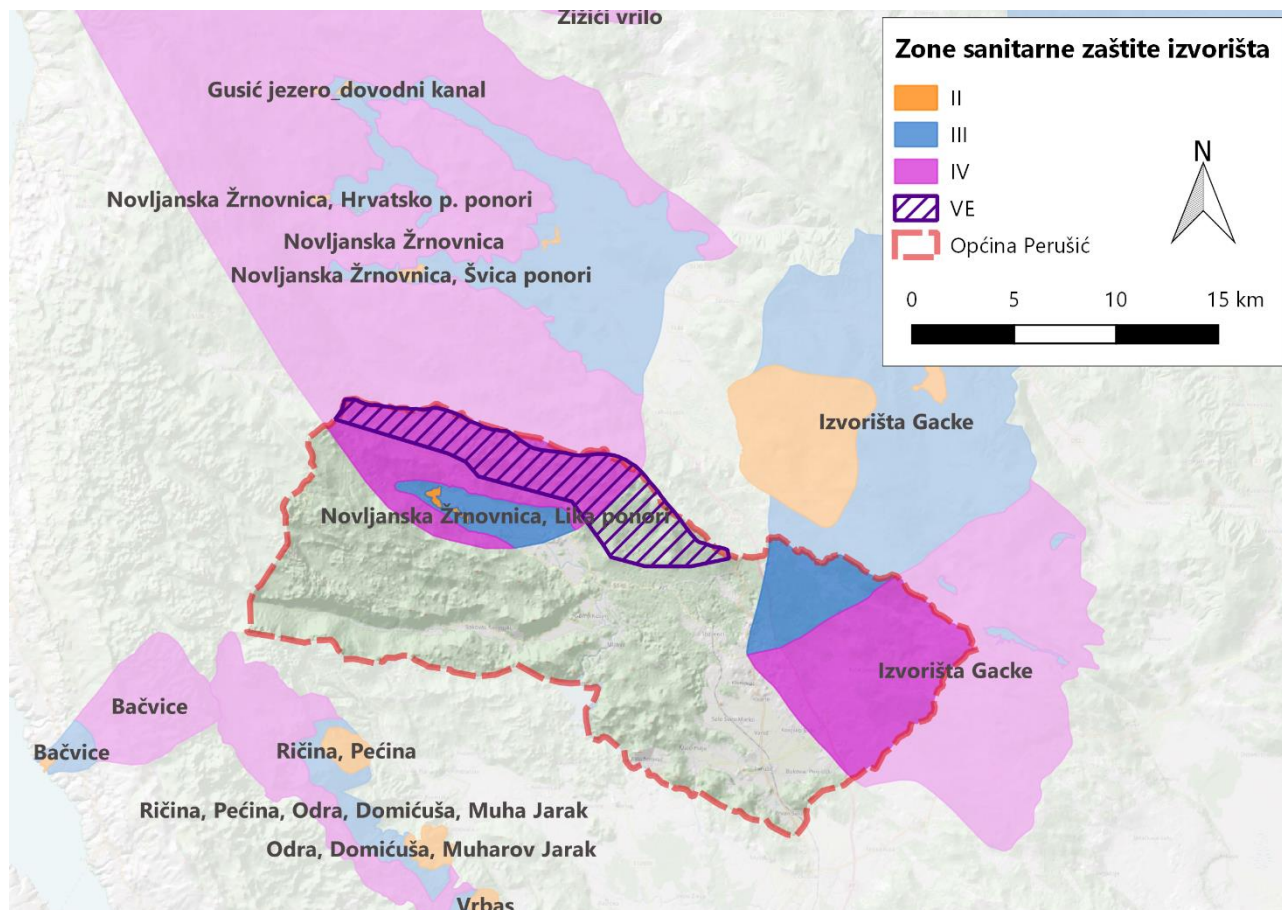 Žižići vrilo
Zone sanitarne zaštite izvorišta
II
III
IV
VE
Općina Perušić
N
0 5 10 15 km
Gusić jezero_dovodni kanal
Novljanska Žrnovnica, Hrvatsko p. ponori
Novljanska Žrnovnica
Novljanska Žrnovnica, Švica ponori
Izvorišta Gacke
Novljanska Žrnovnica, Lika ponori
Izvorišta Gacke
Bačvice
Bačvice
Ričina, Pećina
Ričina, Pećina, Odra, Domićuša, Muha Jarak
Odra, Domićuša, Muharov Jarak
Vrbas